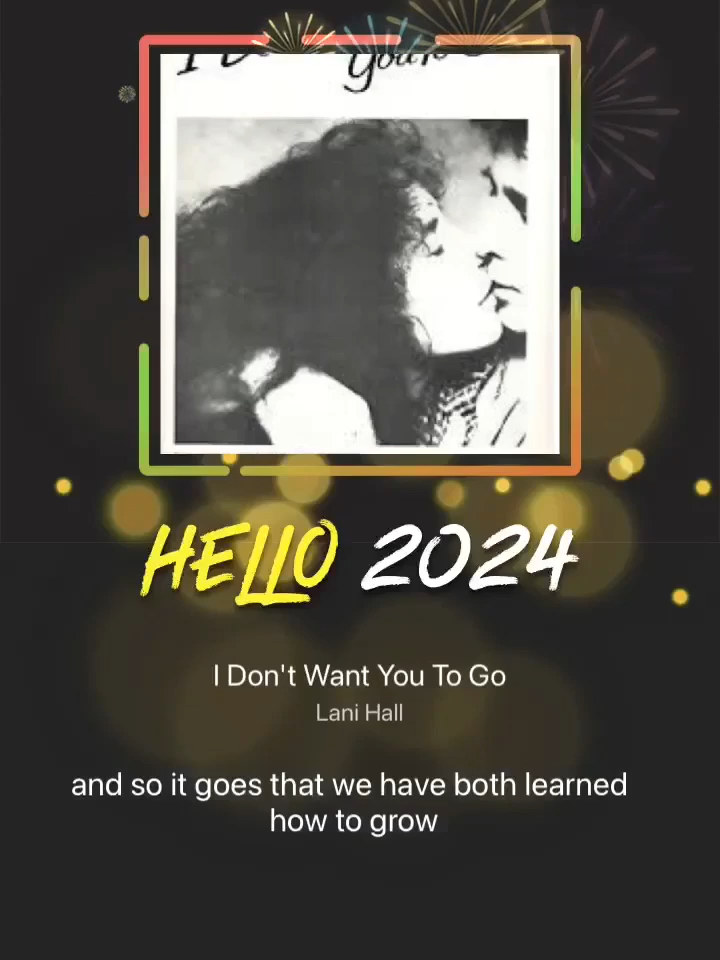 HELLO 2024
I Don't Want You To Go
Lani Hall
and so it goes that we have both learned
how to grow